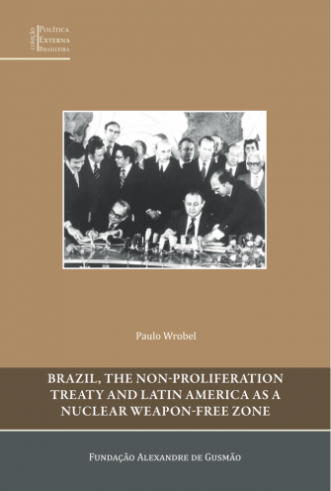 COLEÇÃO
POLÍTICA
EXTERNA
BRASILEIRA
Paulo Wrobel
BRAZIL, THE NON-PROLIFERATION
TREATY AND LATIN AMERICA AS A
NUCLEAR WEAPON-FREE ZONE
FUNDAÇÃO ALEXANDRE DE GUSMÃO